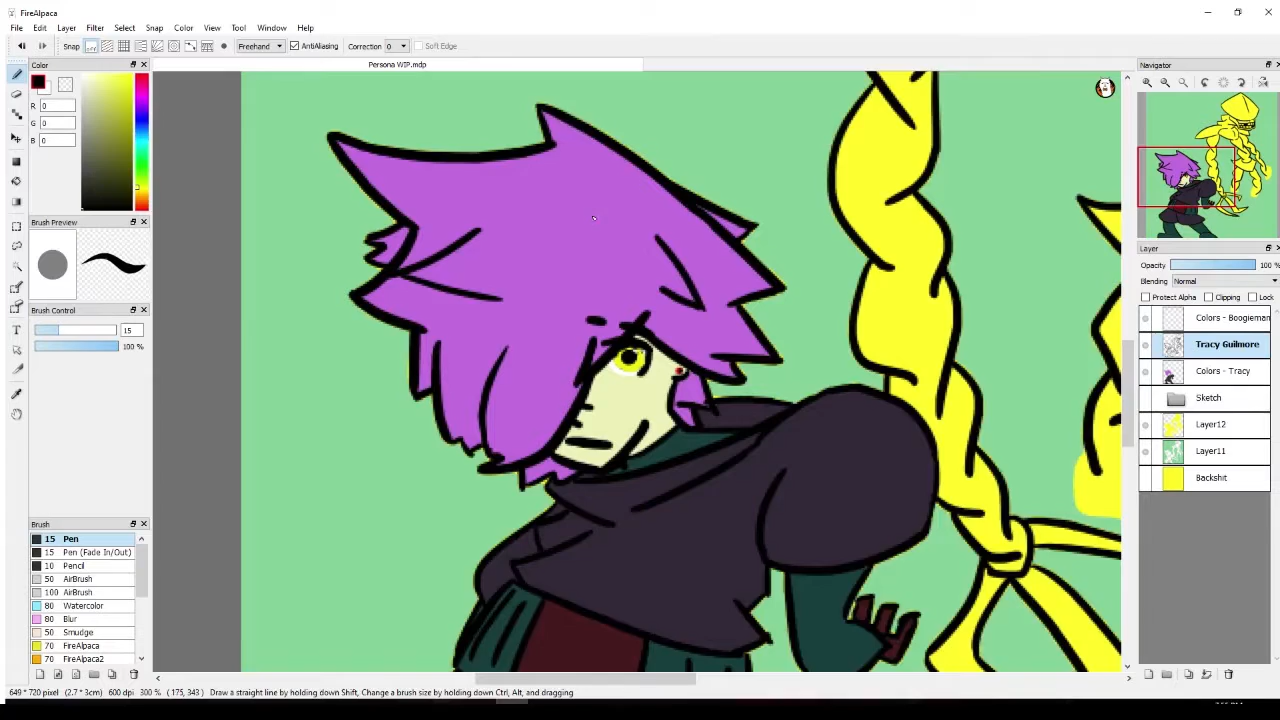 FireAlpaca
File Edit Layer Filter Select Snap Color View Tool Window Help
Snap Freehand AntiAliasing Correction 0 Soft Edge
Color
Persona WIP.mdp
Navigator
R 0
G 0
B 0
Brush Preview
Brush Control
15
100 %
Layer
Opacity 100 %
Blending Normal
Protect Alpha Clipping Lock
Colors - Boogieman
Tracy Guilmore
Colors - Tracy
Sketch
Layer12
Layer11
Backshit
Brush
15 Pen
15 Pen (Fade In/Out)
10 Pencil
50 AirBrush
100 AirBrush
80 Watercolor
80 Blur
50 Smudge
70 FireAlpaca
70 FireAlpaca2
649 * 720 pixel (2.7 * 3cm) 600 dpi 300 % ( 175, 343 ) Draw a straight line by holding down Shift, Change a brush size by holding down Ctrl, Alt, and dragging